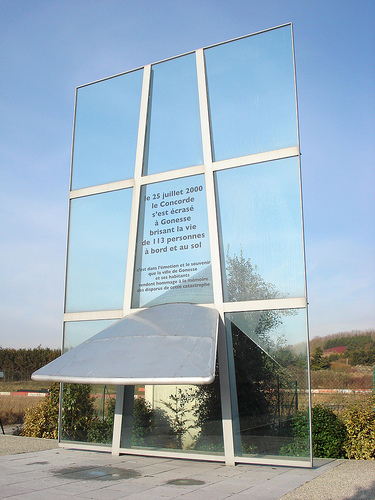 le 25 juillet 2000
le Concorde
s'est écrasé
à Gonesse
brisant la vie
de 113 personnes
à bord et au sol
c'est dans l'émotion et le souvenir
que la ville de Gonesse
et ses habitants
rendent hommage à la mémoire
des disparus de cette catastrophe